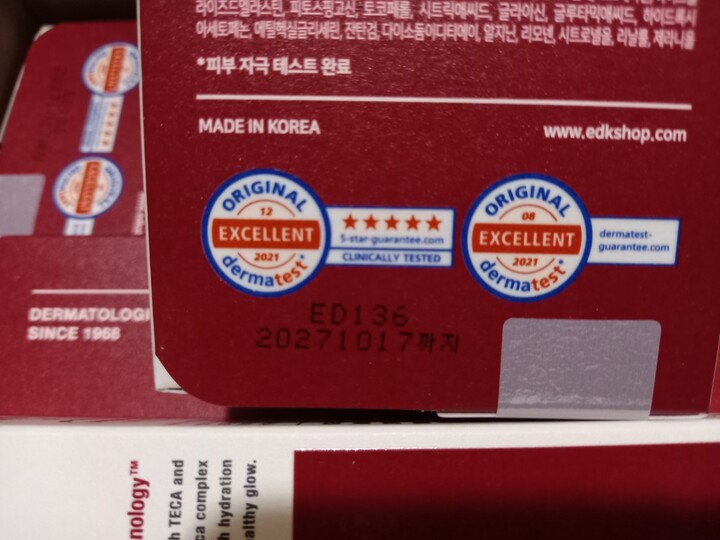 라이즈드엘라스틴, 피토스핑고신, 토코페롤, 시트릭애씨드, 글라이신, 글루타믹애씨드, 하이드록시
아세토페논, 메틸헥실글리세린, 잔탄검, 다이소듐이디티에이, 알지닌, 리모넨, 시트로넬올, 리날룰, 제라니올
*피부 자극 테스트 완료
MADE IN KOREA
www.edkshop.com
ORIGINAL
12
EXCELLENT
2021
dermatest®
5-star-guarantee.com
CLINICALLY TESTED
ORIGINAL
08
EXCELLENT
2021
dermatest®
dermatest-
guarantee.com
ED136
20271017까지
ORIGINAL
DERMATOLOGI
SINCE 1968
nology™
h TECA and
ca complex
h hydration
althy glow.